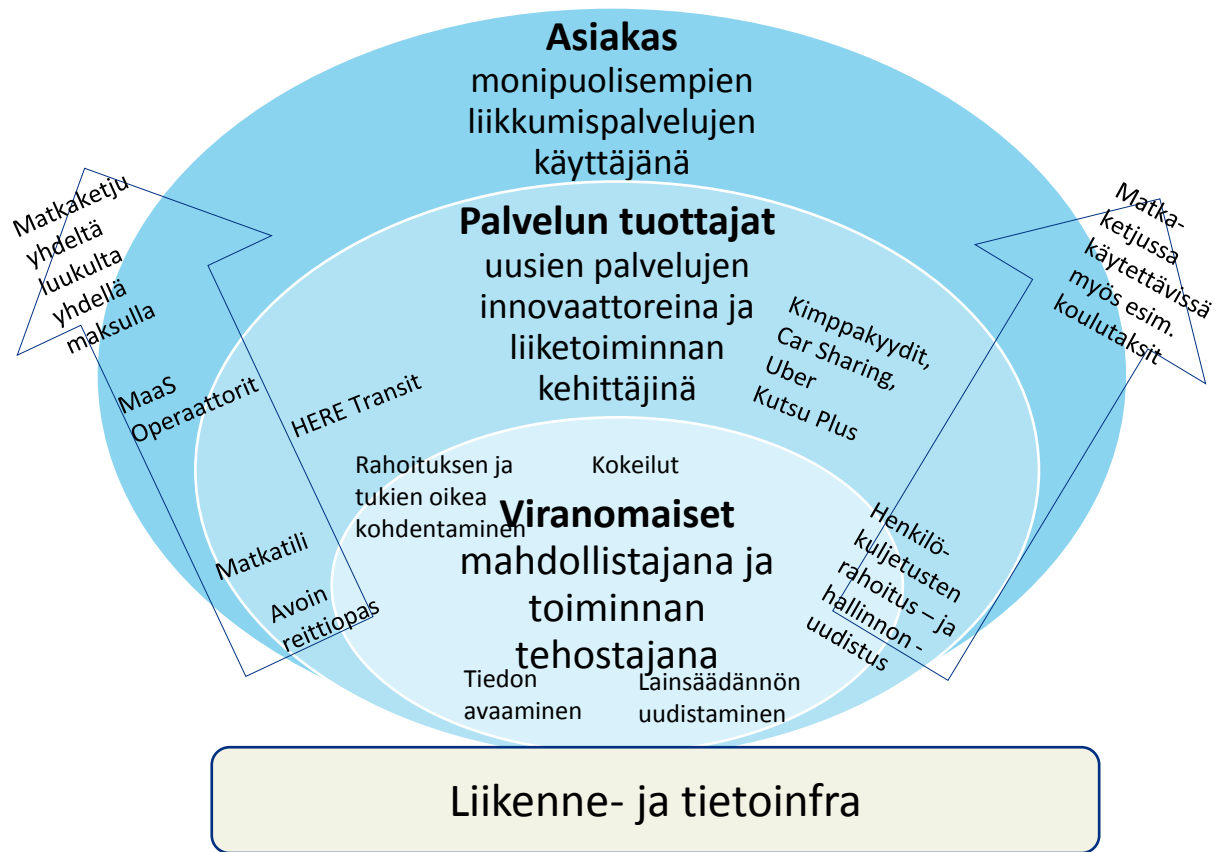 Asiakas
monipuolisempien
liikkumispalvelujen
käyttäjänä
Palvelun tuottajat
uusien palvelujen
innovaattoreina ja
liiketoiminnan
kehittäjinä
Matkaketju
yhdeltä
luukulta
yhdellä
maksulla
Matka-
ketjussa
käytettävissä
myös esim.
koulutaksit
MaaS
Operaattorit
HERE Transit
Kimppakyydit,
Car Sharing,
Uber
Kutsu Plus
Rahoituksen ja
tukien oikea
kohdentaminen
Kokeilut
Viranomaiset
mahdollistajana ja
toiminnan
tehostajana
Matkatili
Avoin
reittiopas
Henkilö-
kuljetusten
rahoitus – ja
hallinnon -
uudistus
Tiedon
avaaminen
Lainsäädännön
uudistaminen
Liikenne- ja tietoinfra